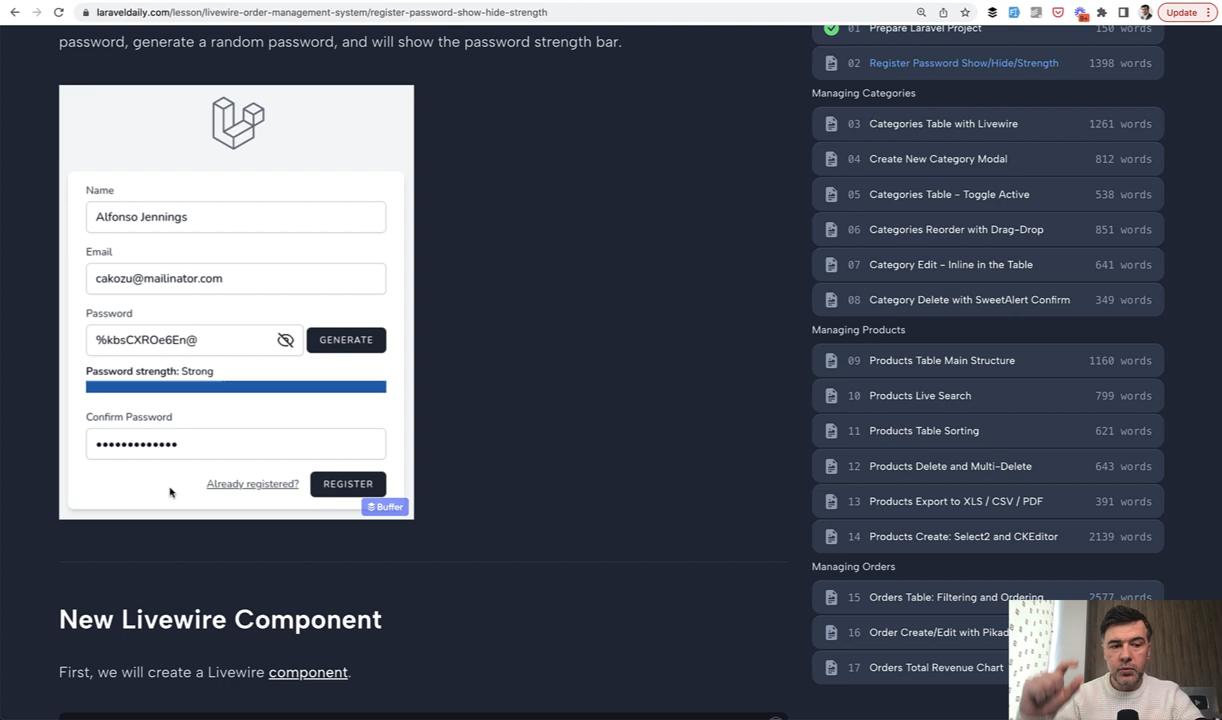 laraveldaily.com/lesson/livewire-order-management-system/register-password-show-hide-strength
Update
password, generate a random password, and will show the password strength bar.
Name
Alfonso Jennings
Email
cakozu@mailinator.com
Password
%kbsCXROe6En@
GENERATE
Password strength: Strong
Confirm Password
•••••••••••••
Already registered?
REGISTER
Buffer
New Livewire Component
First, we will create a Livewire component.
01 Prepare Laravel Project 150 words
02 Register Password Show/Hide/Strength 1398 words
Managing Categories
03 Categories Table with Livewire 1261 words
04 Create New Category Modal 812 words
05 Categories Table - Toggle Active 538 words
06 Categories Reorder with Drag-Drop 851 words
07 Category Edit - Inline in the Table 641 words
08 Category Delete with SweetAlert Confirm 349 words
Managing Products
09 Products Table Main Structure 1160 words
10 Products Live Search 799 words
11 Products Table Sorting 621 words
12 Products Delete and Multi-Delete 643 words
13 Products Export to XLS / CSV / PDF 391 words
14 Products Create: Select2 and CKEditor 2139 words
Managing Orders
15 Orders Table: Filtering and Ordering 2577 words
16 Order Create/Edit with Pikad
17 Orders Total Revenue Chart